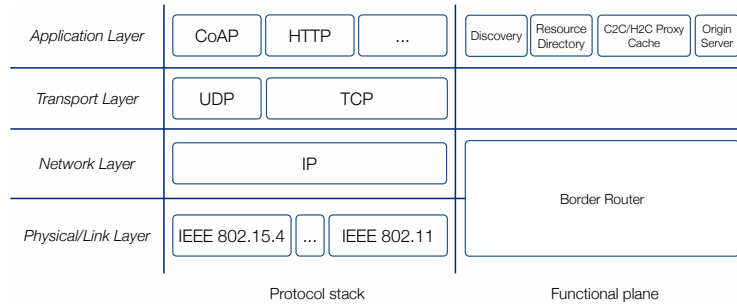 Application Layer CoAP HTTP ... Discovery Resource Directory C2C/H2C Proxy Cache Origin Server
Transport Layer UDP TCP
Network Layer IP
Border Router
Physical/Link Layer IEEE 802.15.4 ... IEEE 802.11
Protocol stack Functional plane